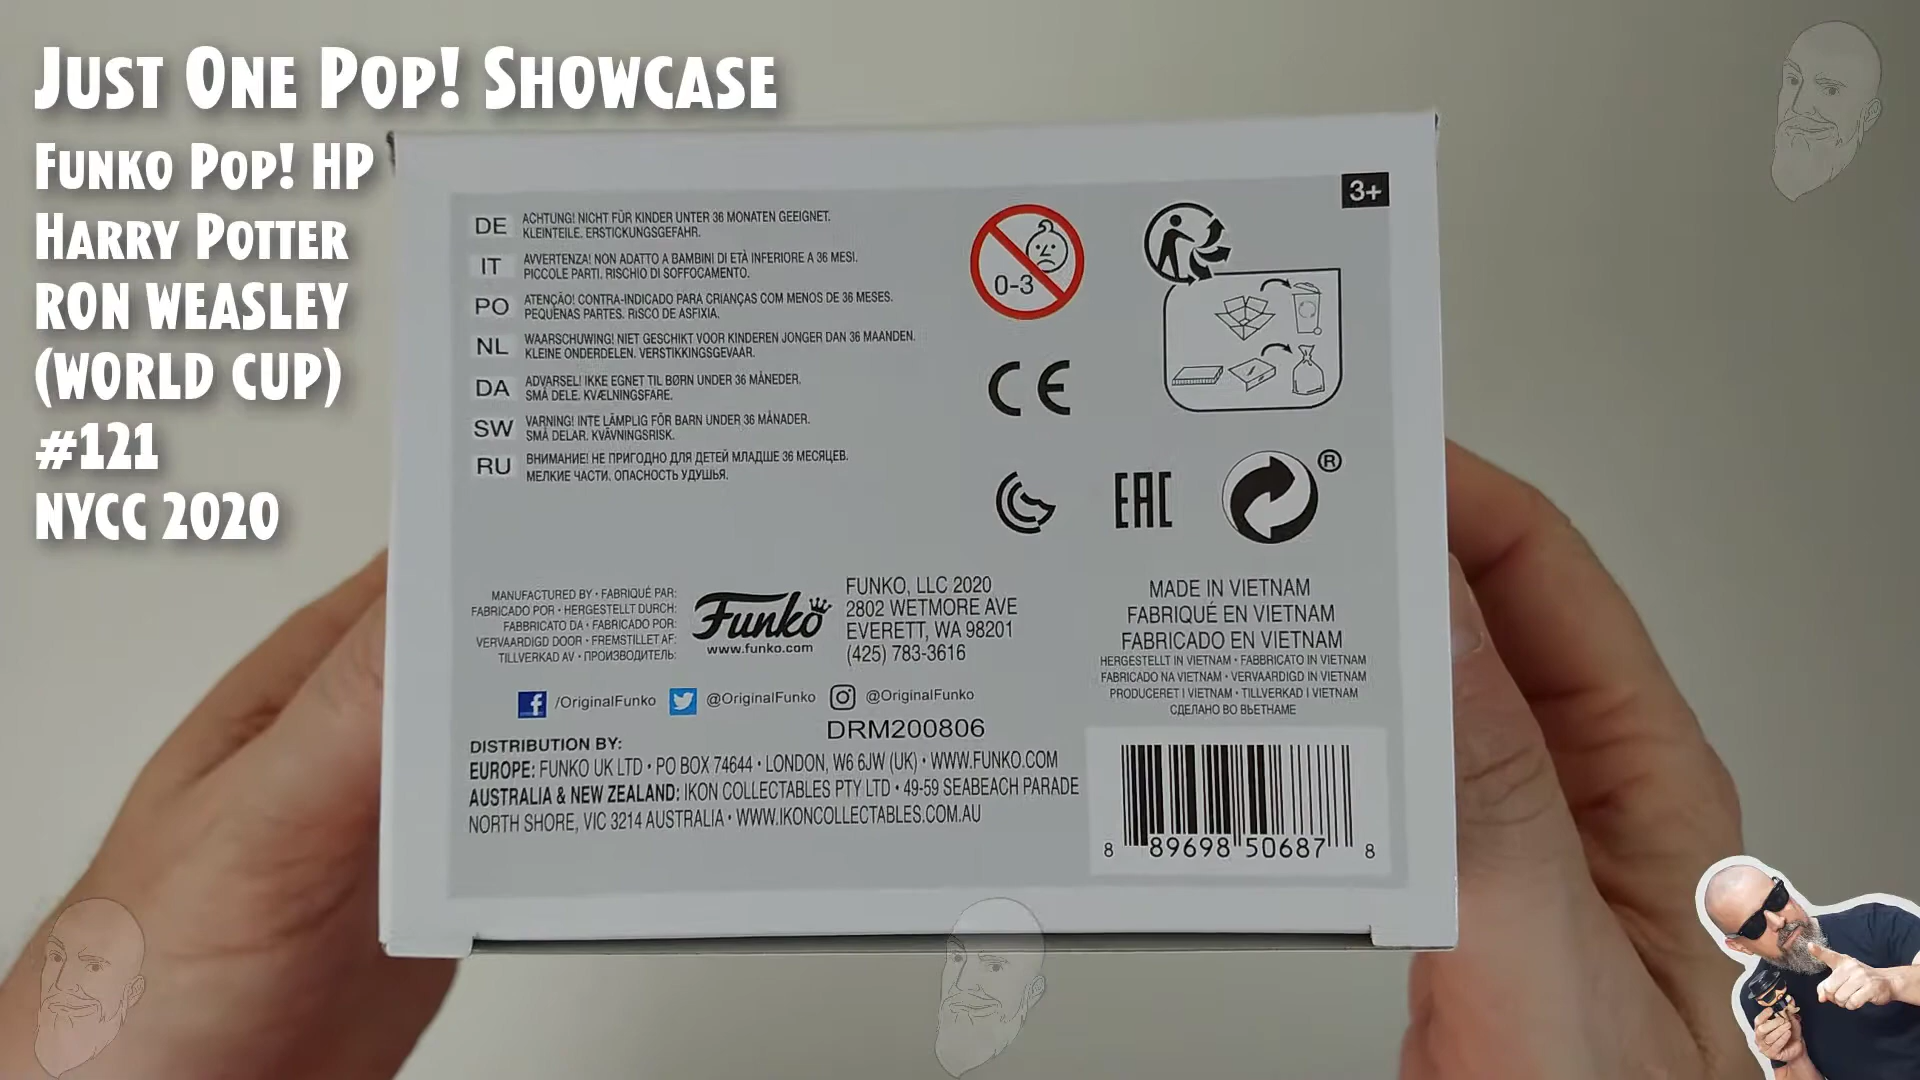 JUST ONE POP! SHOWCASE
FUNKO POP! HP
HARRY POTTER
RON WEASLEY
(WORLD CUP)
#121
NYCC 2020
3+
DE ACHTUNG! NICHT FÜR KINDER UNTER 36 MONATEN GEEIGNET.
KLEINTEILE. ERSTICKUNGSGEFAHR.
IT AVVERTENZA! NON ADATTO A BAMBINI DI ETÀ INFERIORE A 36 MESI.
PICCOLE PARTI. RISCHIO DI SOFFOCAMENTO.
PO ATENÇÃO! CONTRA-INDICADO PARA CRIANÇAS COM MENOS DE 36 MESES.
PEQUENAS PARTES. RISCO DE ASFIXIA.
NL WAARSCHUWING! NIET GESCHIKT VOOR KINDEREN JONGER DAN 36 MAANDEN.
KLEINE ONDERDELEN. VERSTIKKINGSGEVAAR.
DA ADVARSEL! IKKE EGNET TIL BØRN UNDER 36 MÅNEDER.
SMÅ DELE. KVÆLNINGSFARE.
SW VARNING! INTE LÄMPLIG FÖR BARN UNDER 36 MÅNADER.
SMÅ DELAR. KVÄVNINGSRISK.
RU ВНИМАНИЕ! НЕ ПРИГОДНО ДЛЯ ДЕТЕЙ МЛАДШЕ 36 МЕСЯЦЕВ.
МЕЛКИЕ ЧАСТИ. ОПАСНОСТЬ УДУШЬЯ.
0-3
CE
EAC
®
MANUFACTURED BY • FABRIQUÉ PAR:
FABRICADO POR • HERGESTELLT DURCH:
FABBRICATO DA • FABRICADO POR:
VERVAARDIGD DOOR • FREMSTILLET AF:
TILLVERKAD AV • ПРОИЗВОДИТЕЛЬ:
Funko
www.funko.com
FUNKO, LLC 2020
2802 WETMORE AVE
EVERETT, WA 98201
(425) 783-3616
MADE IN VIETNAM
FABRIQUÉ EN VIETNAM
FABRICADO EN VIETNAM
HERGESTELLT IN VIETNAM • FABBRICATO IN VIETNAM
FABRICADO NA VIETNAM • VERVAARDIGD IN VIETNAM
PRODUCERET I VIETNAM • TILLVERKAD I VIETNAM
СДЕЛАНО ВО ВЬЕТНАМЕ
/OriginalFunko @OriginalFunko @OriginalFunko
DRM200806
DISTRIBUTION BY:
EUROPE: FUNKO UK LTD • PO BOX 74644 • LONDON, W6 6JW (UK) • WWW.FUNKO.COM
AUSTRALIA & NEW ZEALAND: IKON COLLECTABLES PTY LTD • 49-59 SEABEACH PARADE
NORTH SHORE, VIC 3214 AUSTRALIA • WWW.IKONCOLLECTABLES.COM.AU
8 89698 50687 8